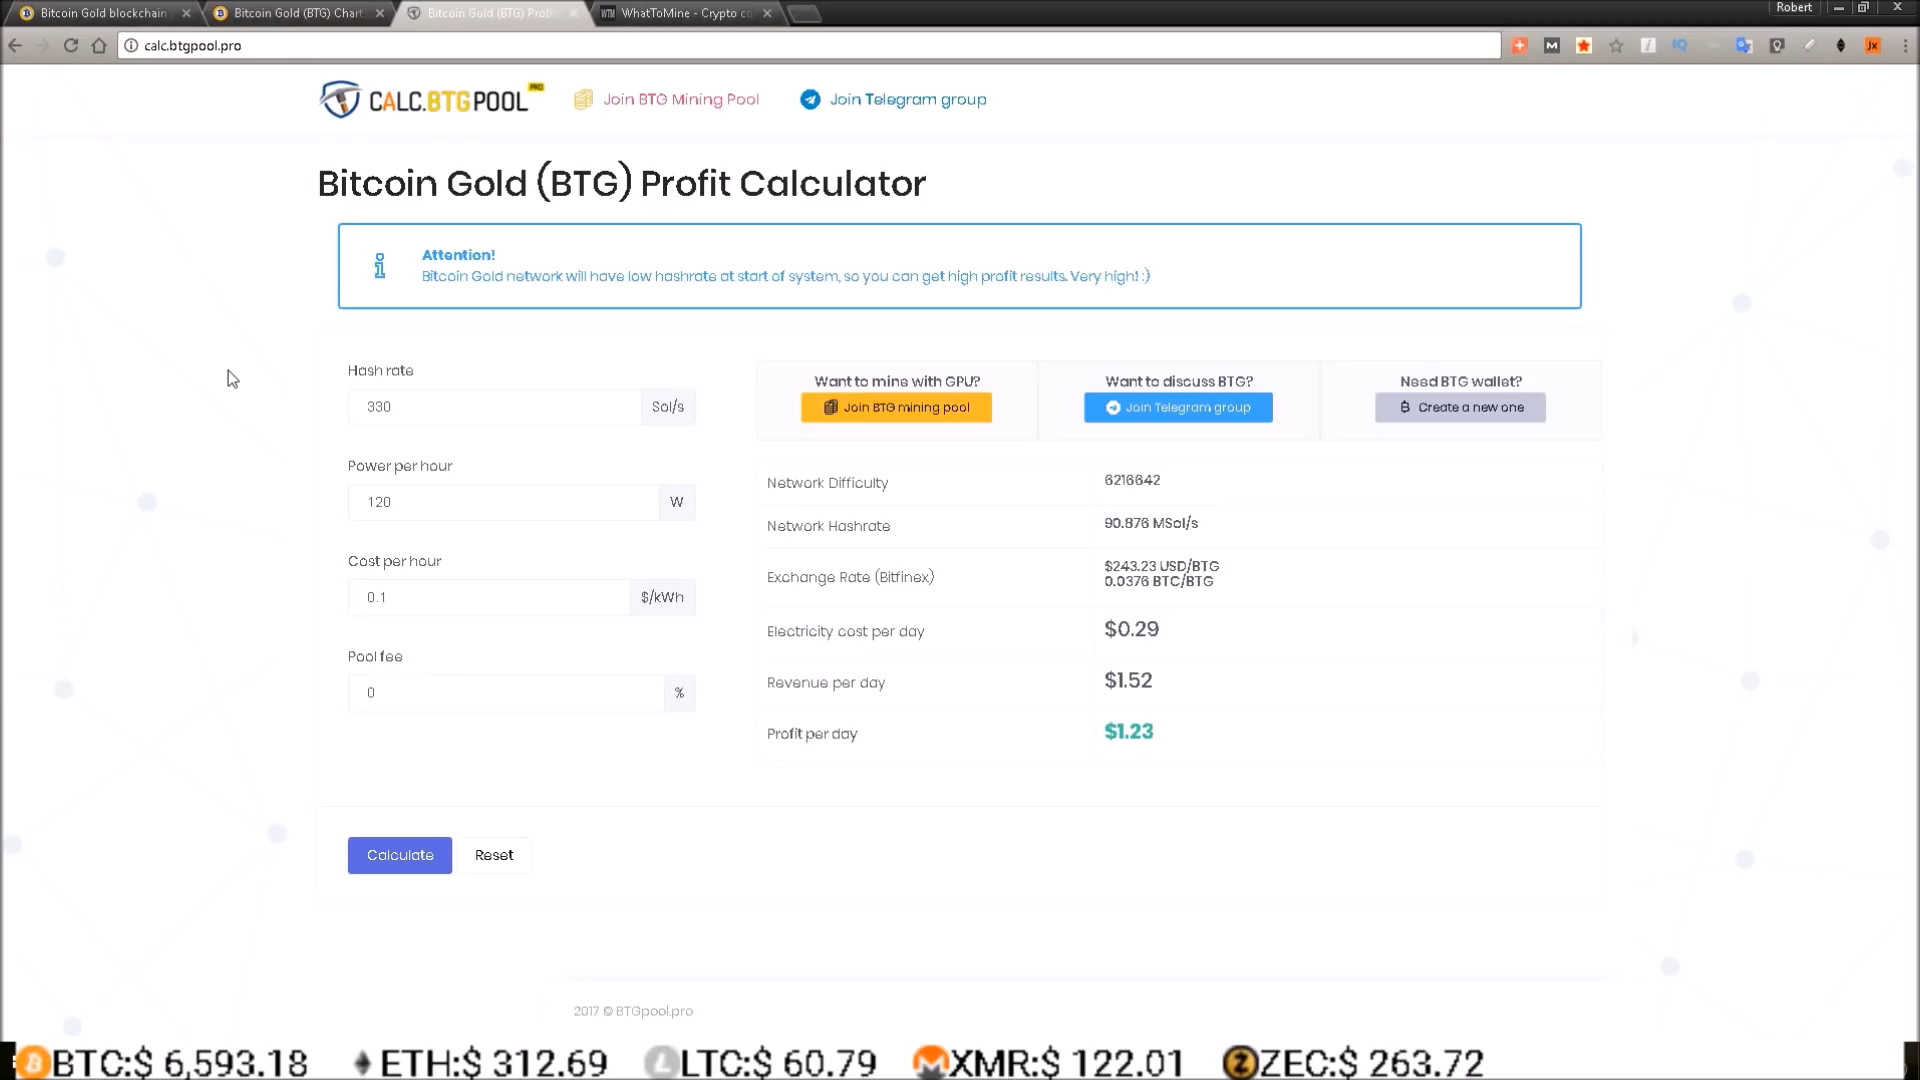 Bitcoin Gold blockchain
Bitcoin Gold (BTG) Chart
Bitcoin Gold (BTG) Profi
WTM WhatToMine - Crypto co
Robert
calc.btgpool.pro
CALC.BTGPOOL PRO
Join BTG Mining Pool
Join Telegram group
Bitcoin Gold (BTG) Profit Calculator
Attention!
Bitcoin Gold network will have low hashrate at start of system, so you can get high profit results. Very high! :)
Hash rate
330 Sol/s
Power per hour
120 W
Cost per hour
0.1 $/kWh
Pool fee
0 %
Want to mine with GPU?
Join BTG mining pool
Want to discuss BTG?
Join Telegram group
Need BTG wallet?
Create a new one
Network Difficulty 6216642
Network Hashrate 90.876 MSol/s
Exchange Rate (Bitfinex) $243.23 USD/BTG
0.0376 BTC/BTG
Electricity cost per day $0.29
Revenue per day $1.52
Profit per day $1.23
Calculate
Reset
2017 © BTGpool.pro
BTC:$ 6,593.18 ETH:$ 312.69 LTC:$ 60.79 XMR:$ 122.01 ZEC:$ 263.72